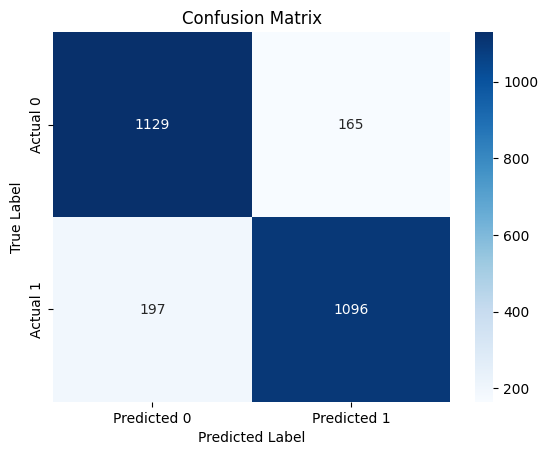 Confusion Matrix
Actual 0
1129
165
Actual 1
197
1096
True Label
Predicted 0
Predicted 1
Predicted Label
1000
800
600
400
200